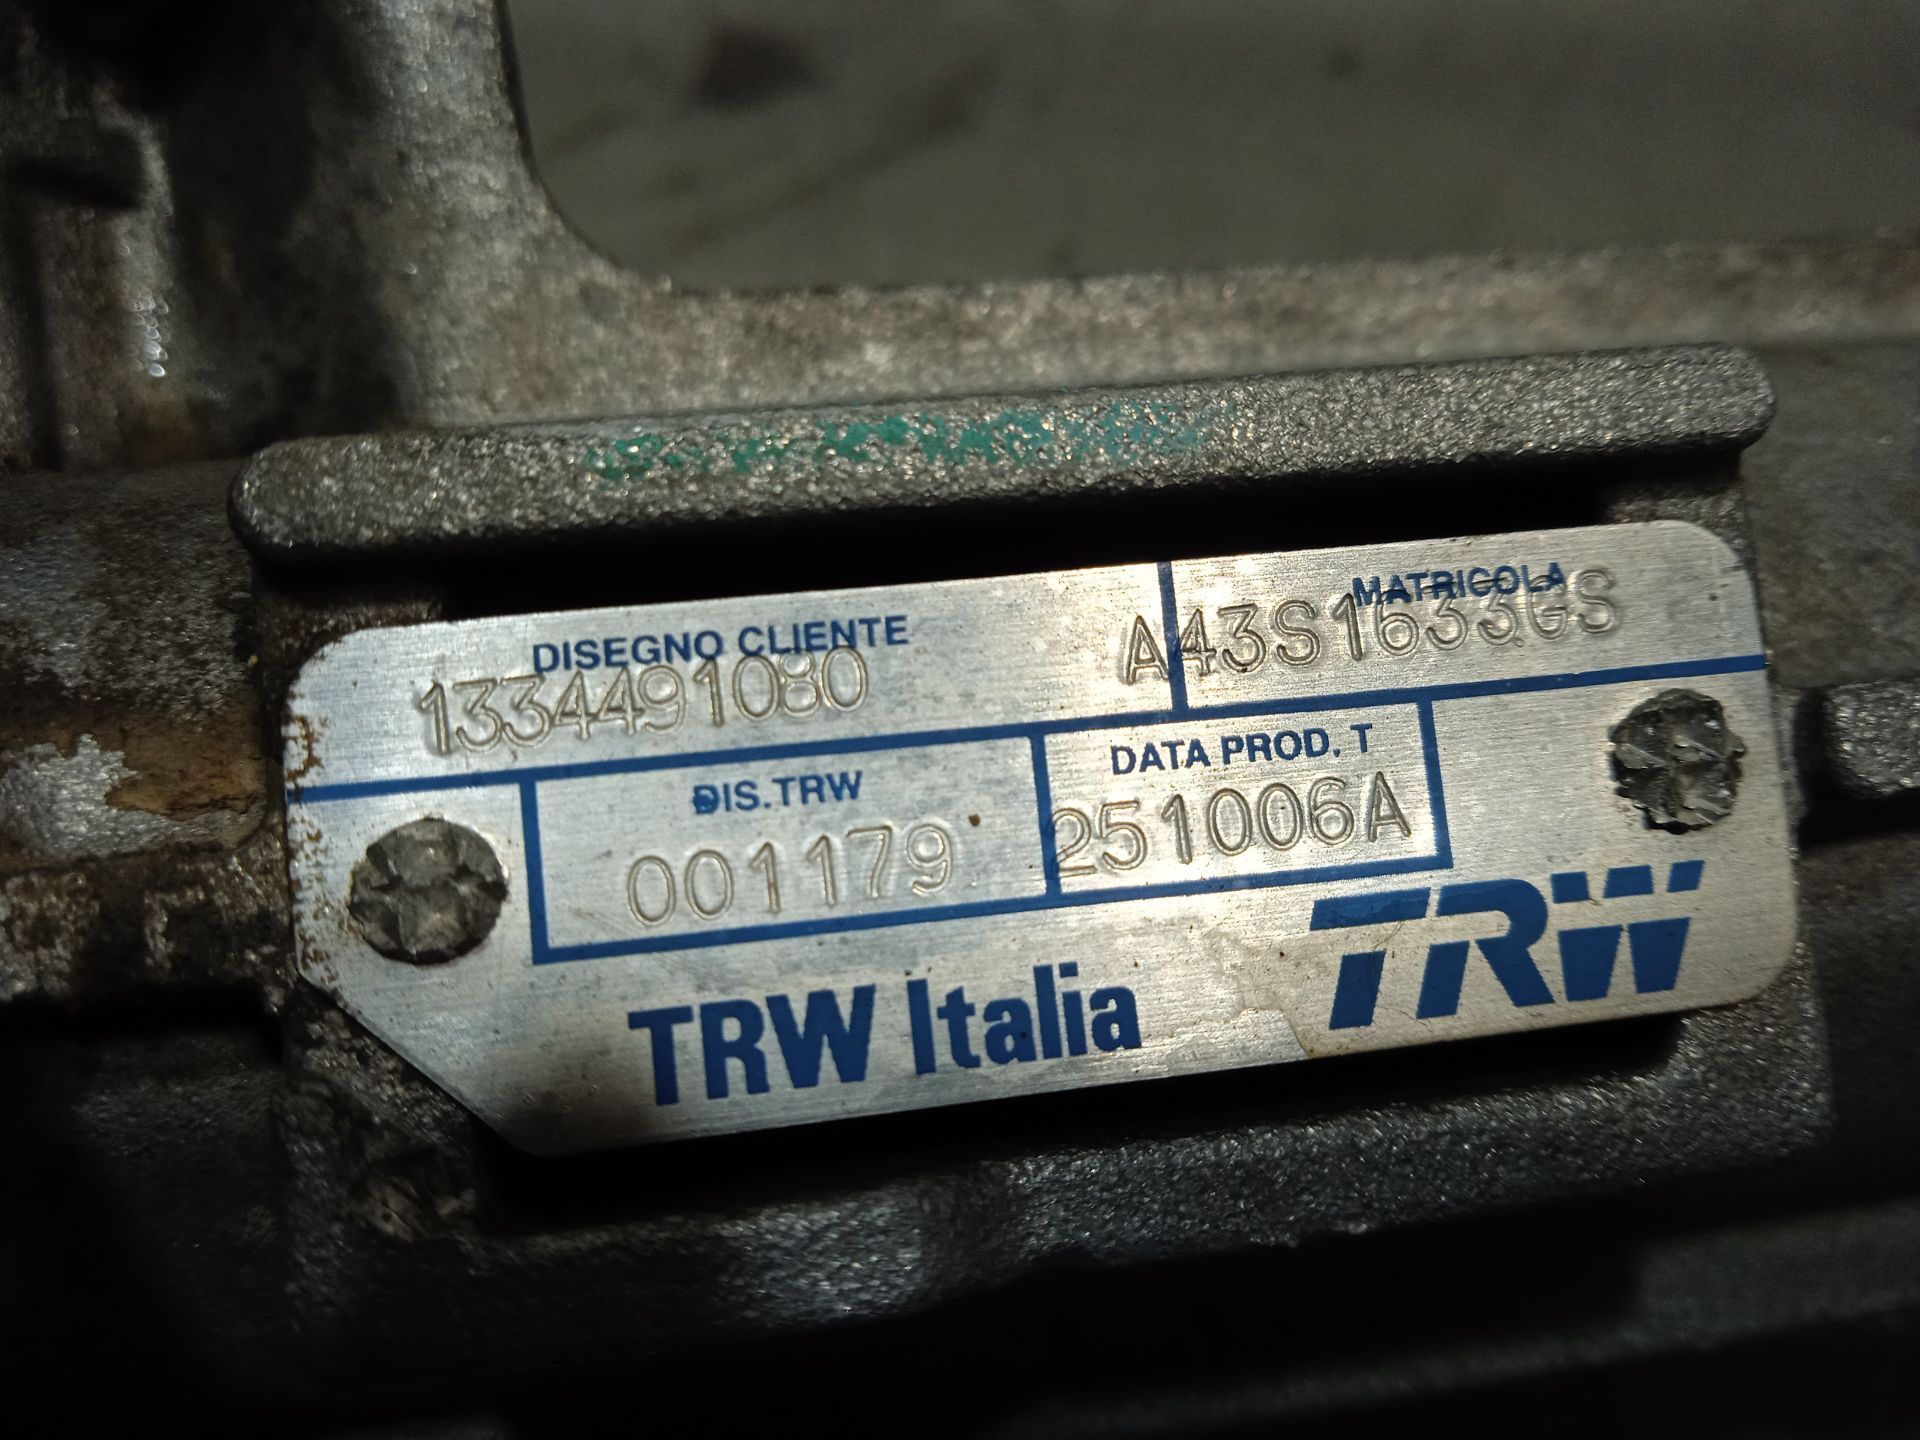 DISEGNO CLIENTE
1334491080
MATRICOLA
A43S1633GS
DIS.TRW
001179
DATA PROD. T
251006A
TRW Italia
TRW